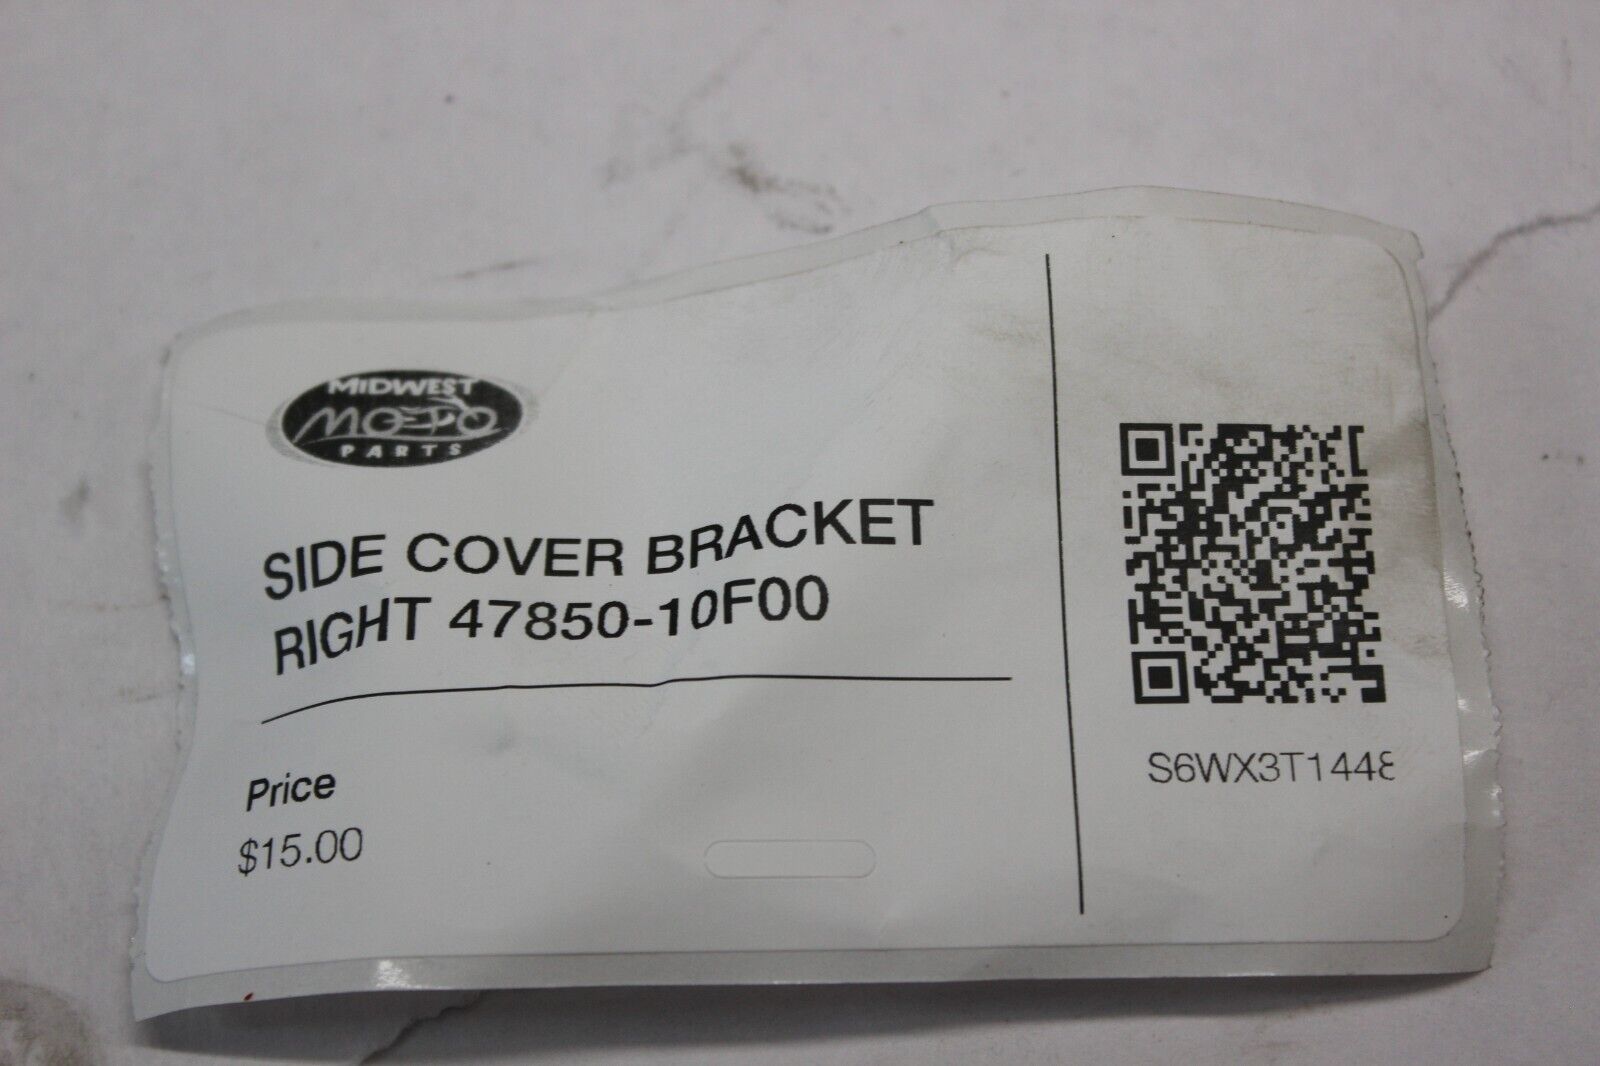 MIDWEST
MOTO
PARTS
SIDE COVER BRACKET
RIGHT 47850-10F00
Price
$15.00
S6WX3T1448